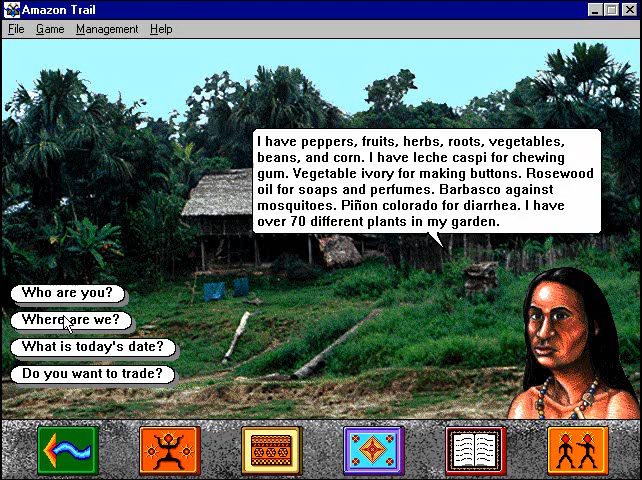 Amazon Trail
File Game Management Help
I have peppers, fruits, herbs, roots, vegetables,
beans, and corn. I have leche caspi for chewing
gum. Vegetable ivory for making buttons. Rosewood
oil for soaps and perfumes. Barbasco against
mosquitoes. Piñon colorado for diarrhea. I have
over 70 different plants in my garden.
Who are you?
Where are we?
What is today's date?
Do you want to trade?